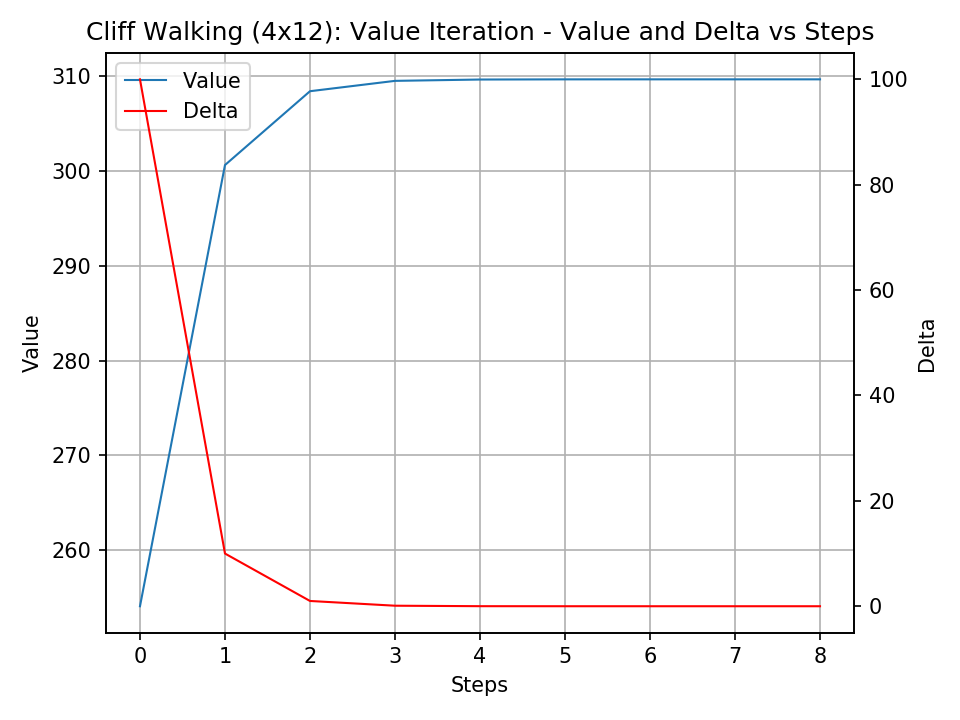 Cliff Walking (4x12): Value Iteration - Value and Delta vs Steps
Value
Delta
310
300
290
280
270
260
Value
100
80
60
40
20
0
Delta
0 1 2 3 4 5 6 7 8
Steps